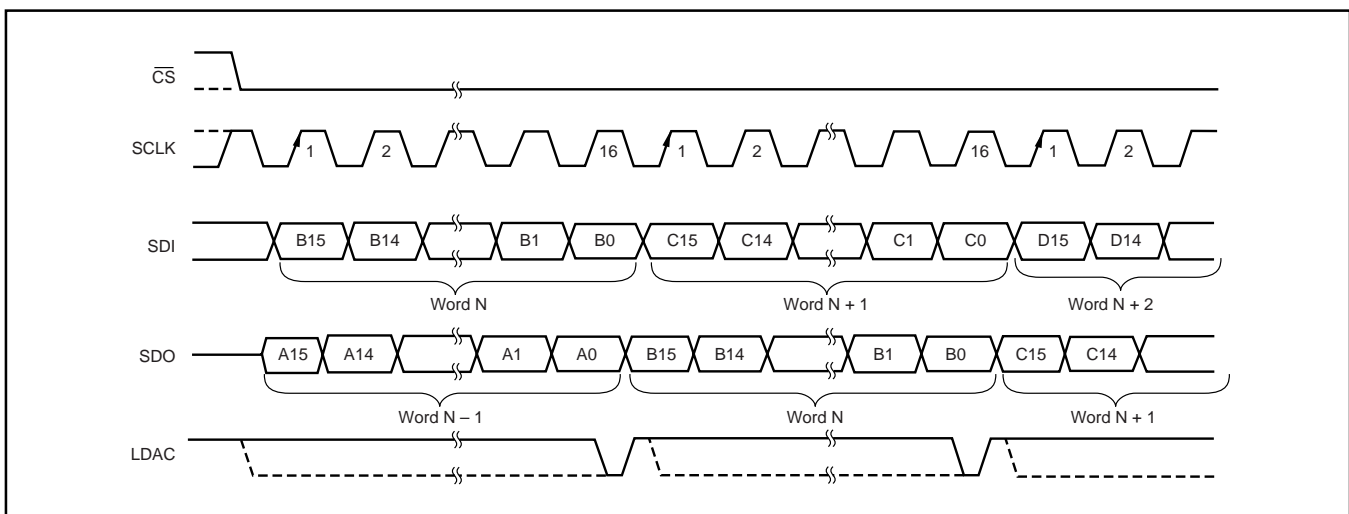 CS
SCLK 1 2 16 1 2 16 1 2
SDI B15 B14 B1 B0 C15 C14 C1 C0 D15 D14
Word N Word N + 1 Word N + 2
SDO A15 A14 A1 A0 B15 B14 B1 B0 C15 C14
Word N – 1 Word N Word N + 1
LDAC